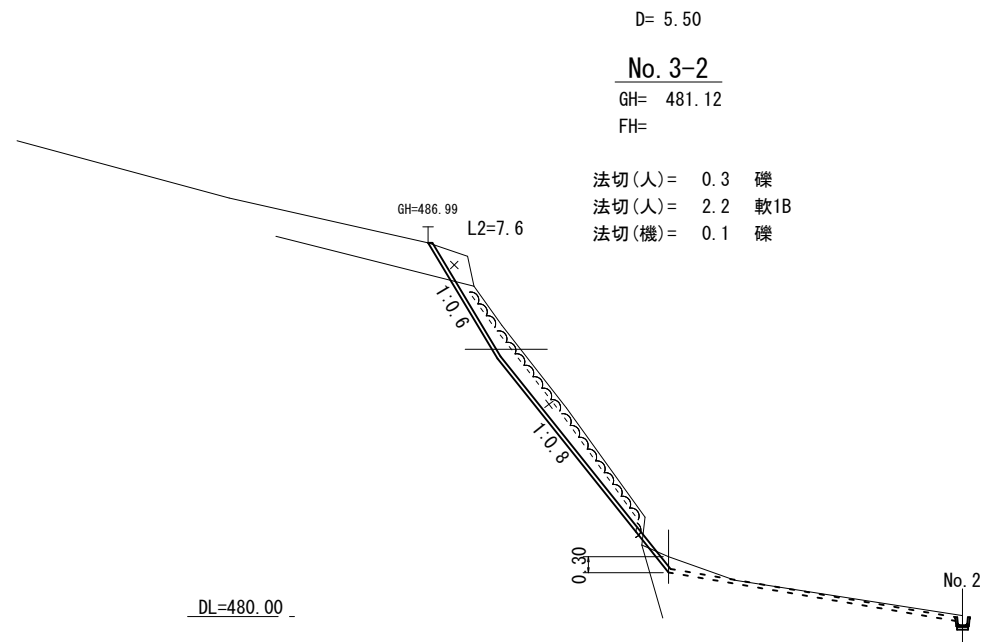 D= 5.50
No. 3-2
GH= 481.12
FH=
法切(人)= 0.3 礫
法切(人)= 2.2 軟1B
法切(機)= 0.1 礫
GH=486.99
L2=7.6
1:0.6
1:0.8
0.30
No. 2
DL=480.00